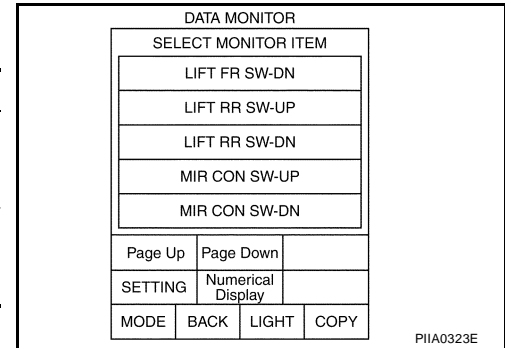 DATA MONITOR
SELECT MONITOR ITEM
LIFT FR SW-DN
LIFT RR SW-UP
LIFT RR SW-DN
MIR CON SW-UP
MIR CON SW-DN
Page Up Page Down
SETTING Numerical Display
MODE BACK LIGHT COPY
PIIA0323E